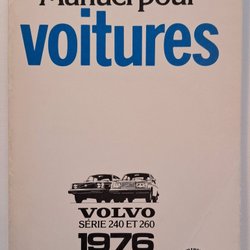 Manuel pour
voitures
VOLVO
SÉRIE 240 ET 260
1976